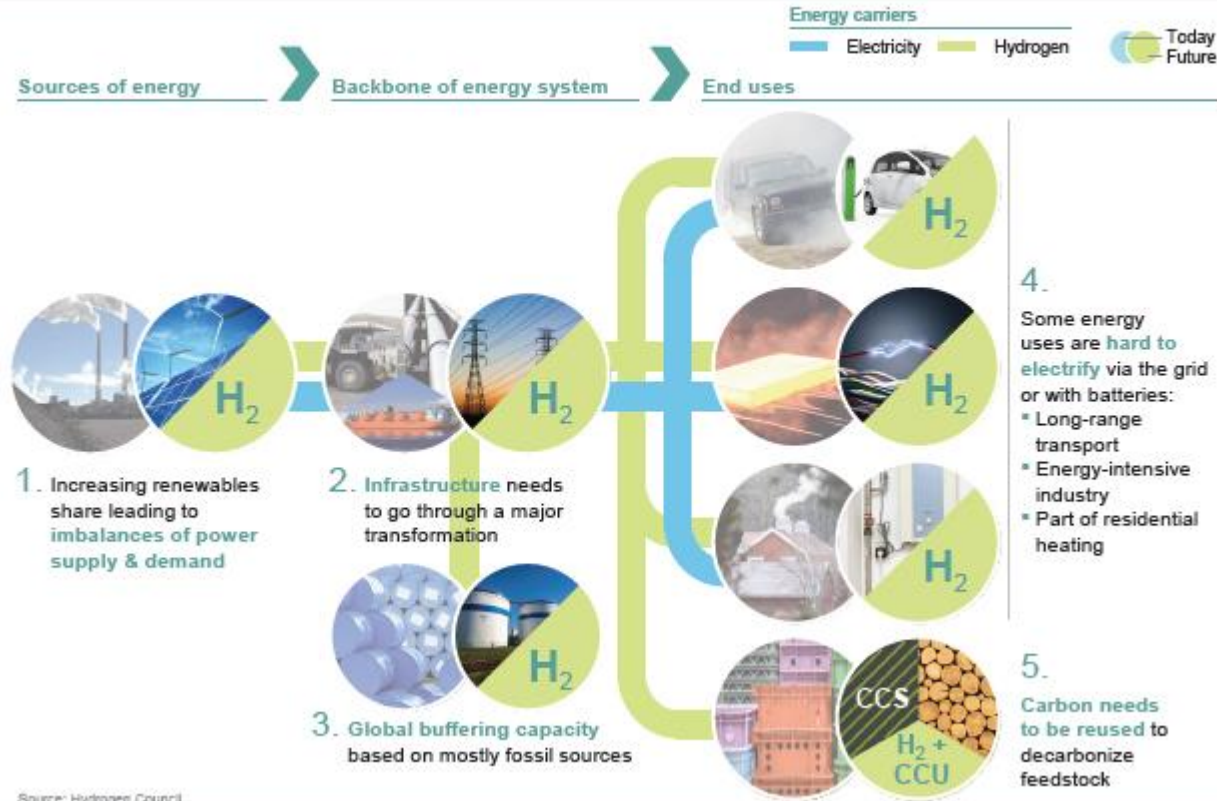 Energy carriers
Electricity
Hydrogen
Today
Future
Sources of energy
Backbone of energy system
End uses
H2
H2
H2
H2
H2
H2
1. Increasing renewables
share leading to
imbalances of power
supply & demand
2. Infrastructure needs
to go through a major
transformation
3. Global buffering capacity
based on mostly fossil sources
4.
Some energy
uses are hard to
electrify via the grid
or with batteries:
▪ Long-range
transport
▪ Energy-intensive
industry
▪ Part of residential
heating
CCS
H2 +
CCU
5.
Carbon needs
to be reused to
decarbonize
feedstock
Source: Hydrogen Council